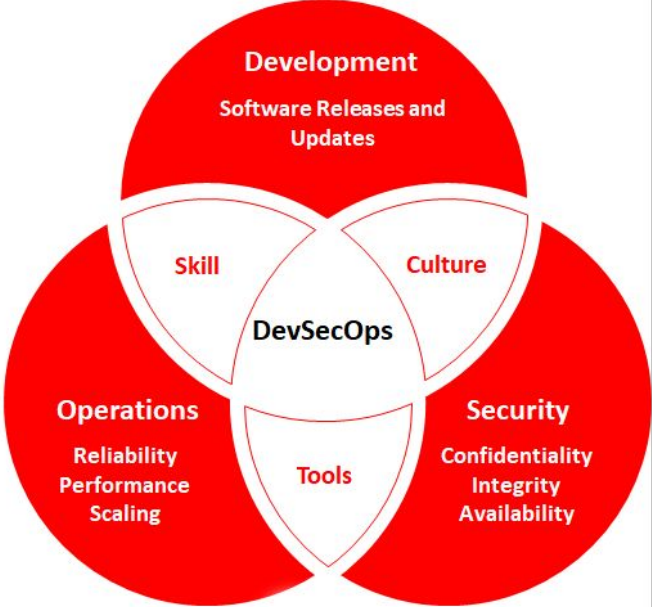 Development
Software Releases and
Updates
Skill
Culture
DevSecOps
Operations
Reliability
Performance
Scaling
Security
Confidentiality
Integrity
Availability
Tools